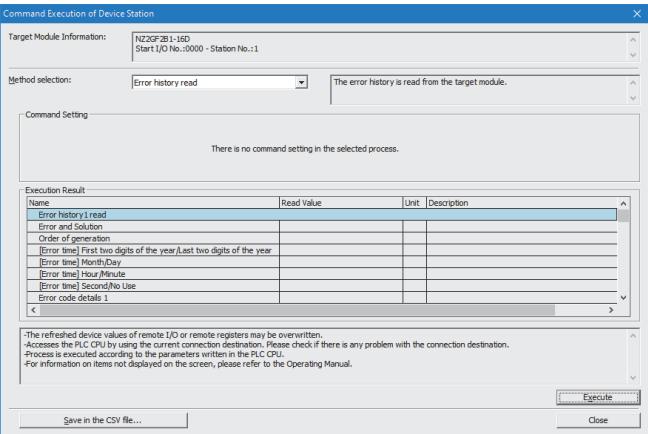 Command Execution of Device Station
Target Module Information:
NZ2GF2B1-16D
Start I/O No.:0000 - Station No.:1
Method selection:
Error history read
The error history is read from the target module.
Command Setting
There is no command setting in the selected process.
Execution Result
Name Read Value Unit Description
Error history1 read
Error and Solution
Order of generation
[Error time] First two digits of the year/Last two digits of the year
[Error time] Month/Day
[Error time] Hour/Minute
[Error time] Second/No Use
Error code details 1
-The refreshed device values of remote I/O or remote registers may be overwritten.
-Accesses the PLC CPU by using the current connection destination. Please check if there is any problem with the connection destination.
-Process is executed according to the parameters written in the PLC CPU.
-For information on items not displayed on the screen, please refer to the Operating Manual.
Execute
Save in the CSV file...
Close